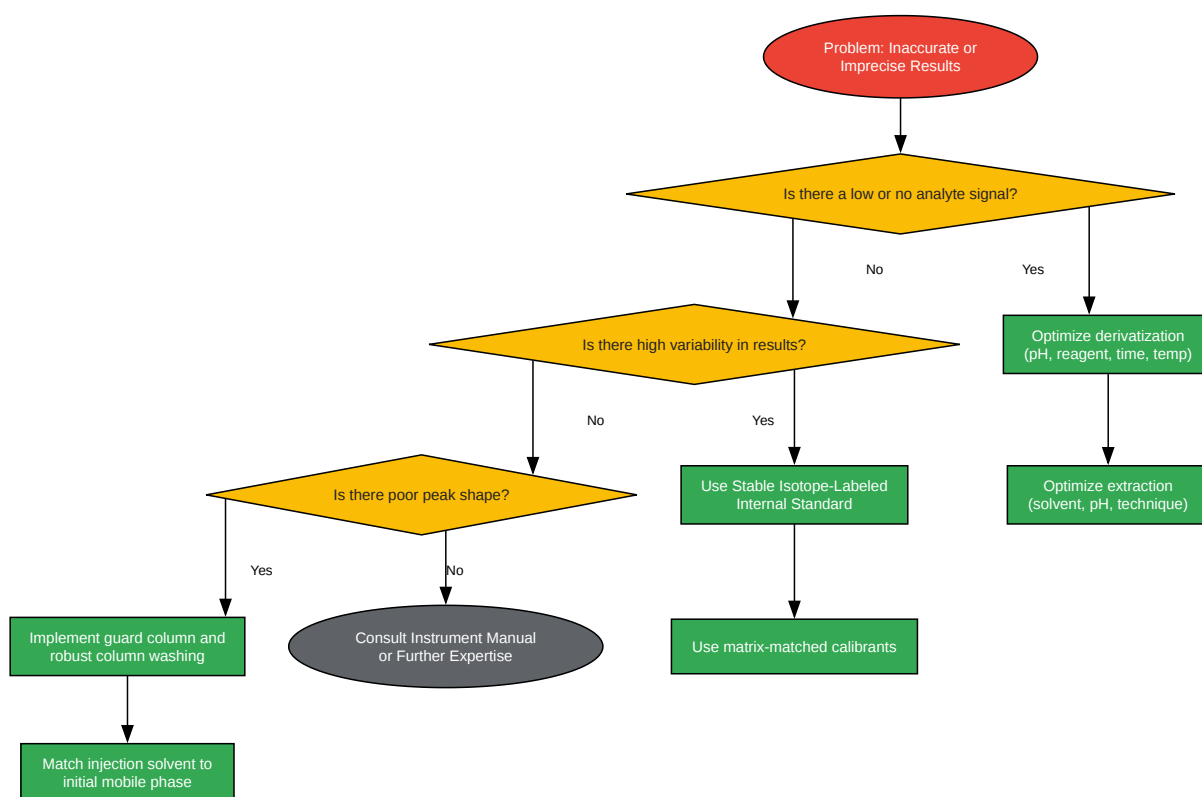 Problem: Inaccurate or
Imprecise Results
Is there a low or no analyte signal?
No
Yes
Is there high variability in results?
Optimize derivatization
(pH, reagent, time, temp)
No
Yes
Is there poor peak shape?
Use Stable Isotope-Labeled
Internal Standard
Optimize extraction
(solvent, pH, technique)
Yes
No
Implement guard column and
robust column washing
Consult Instrument Manual
or Further Expertise
Use matrix-matched calibrants
Match injection solvent to
initial mobile phase